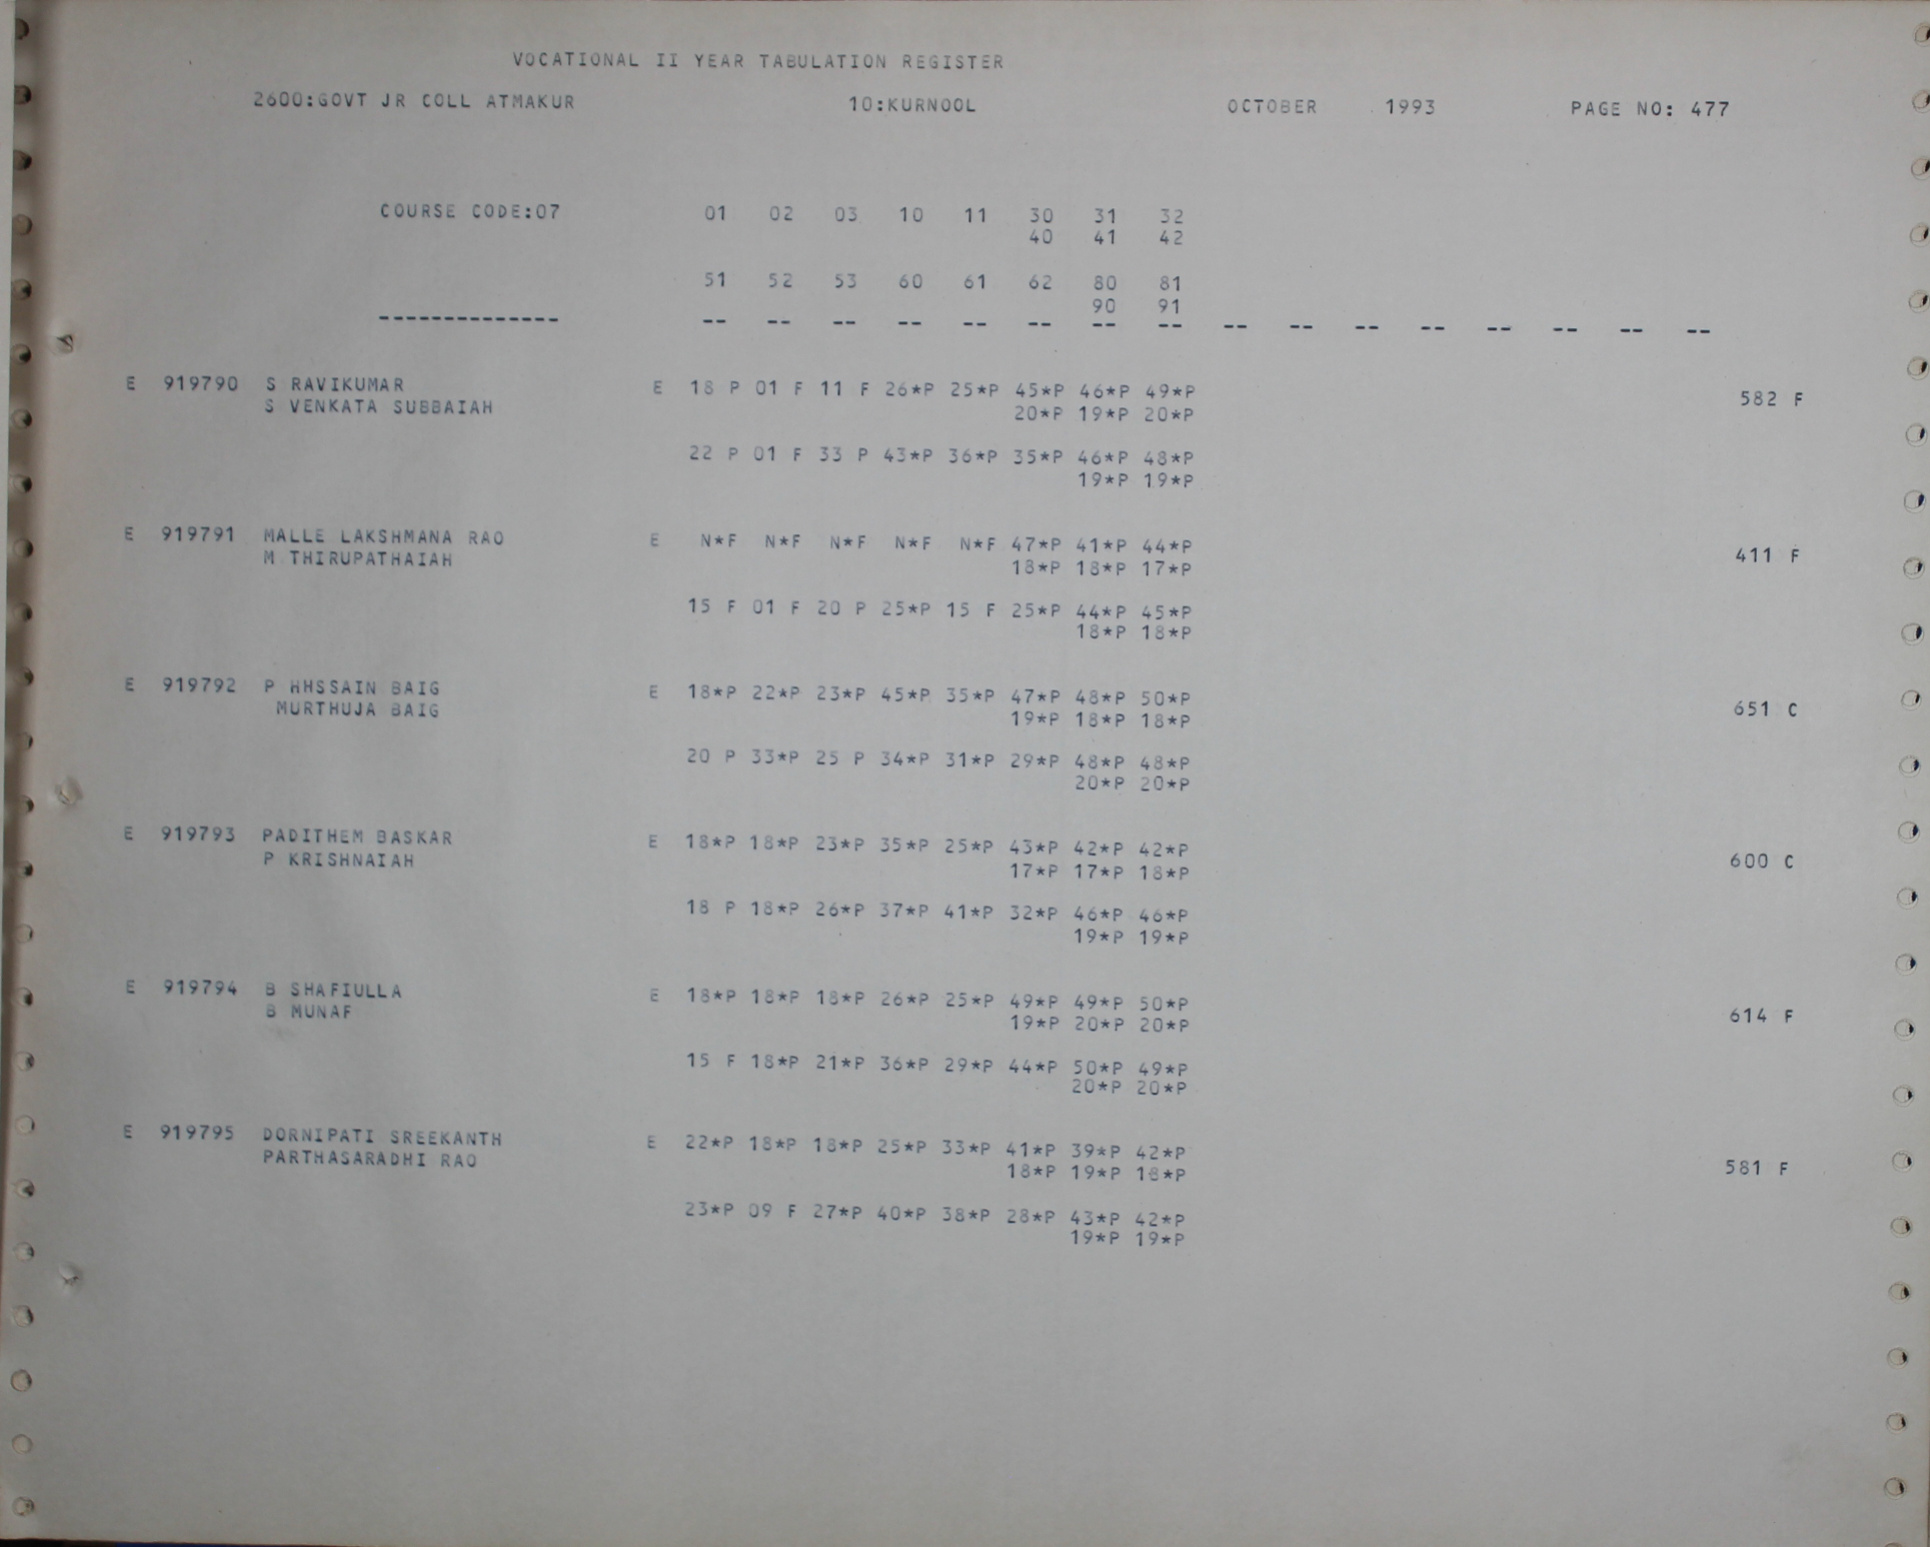 VOCATIONAL II YEAR TABULATION REGISTER
2600:GOVT JR COLL ATMAKUR 10:KURNOOL OCTOBER 1993 PAGE NO: 477
COURSE CODE:07 01 02 03 10 11 30 31 32
40 41 42
51 52 53 60 61 62 80 81
90 91
-------------- -- -- -- -- -- -- -- -- -- -- -- -- -- -- -- --
E 919790 S RAVIKUMAR E 18 P 01 F 11 F 26*P 25*P 45*P 46*P 49*P 582 F
S VENKATA SUBBAIAH 20*P 19*P 20*P
22 P 01 F 33 P 43*P 36*P 35*P 46*P 48*P
19*P 19*P
E 919791 MALLE LAKSHMANA RAO E N*F N*F N*F N*F N*F 47*P 41*P 44*P 411 F
M THIRUPATHAIAH 18*P 18*P 17*P
15 F 01 F 20 P 25*P 15 F 25*P 44*P 45*P
18*P 18*P
E 919792 P HHSSAIN BAIG E 18*P 22*P 23*P 45*P 35*P 47*P 48*P 50*P 651 C
MURTHUJA BAIG 19*P 18*P 18*P
20 P 33*P 25 P 34*P 31*P 29*P 48*P 48*P
20*P 20*P
E 919793 PADITHEM BASKAR E 18*P 18*P 23*P 35*P 25*P 43*P 42*P 42*P 600 C
P KRISHNAIAH 17*P 17*P 18*P
18 P 18*P 26*P 37*P 41*P 32*P 46*P 46*P
19*P 19*P
E 919794 B SHAFIULLA E 18*P 18*P 18*P 26*P 25*P 49*P 49*P 50*P 614 F
B MUNAF 19*P 20*P 20*P
15 F 18*P 21*P 36*P 29*P 44*P 50*P 49*P
20*P 20*P
E 919795 DORNIPATI SREEKANTH E 22*P 18*P 18*P 25*P 33*P 41*P 39*P 42*P 581 F
PARTHASARADHI RAO 18*P 19*P 18*P
23*P 09 F 27*P 40*P 38*P 28*P 43*P 42*P
19*P 19*P